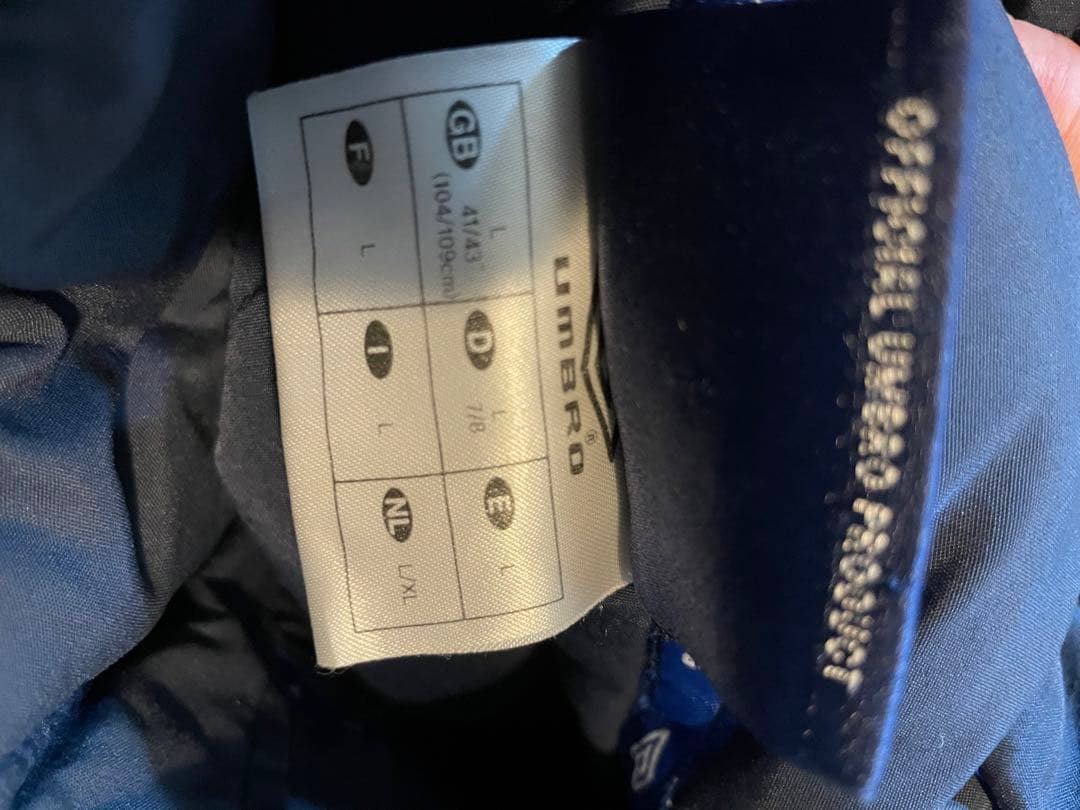 OFFICIAL UMBRO PRODUCT
UMBRO®
GB L 41/43" (104/109cm)
D L 7/8
E L
F L
I L
NL L/XL